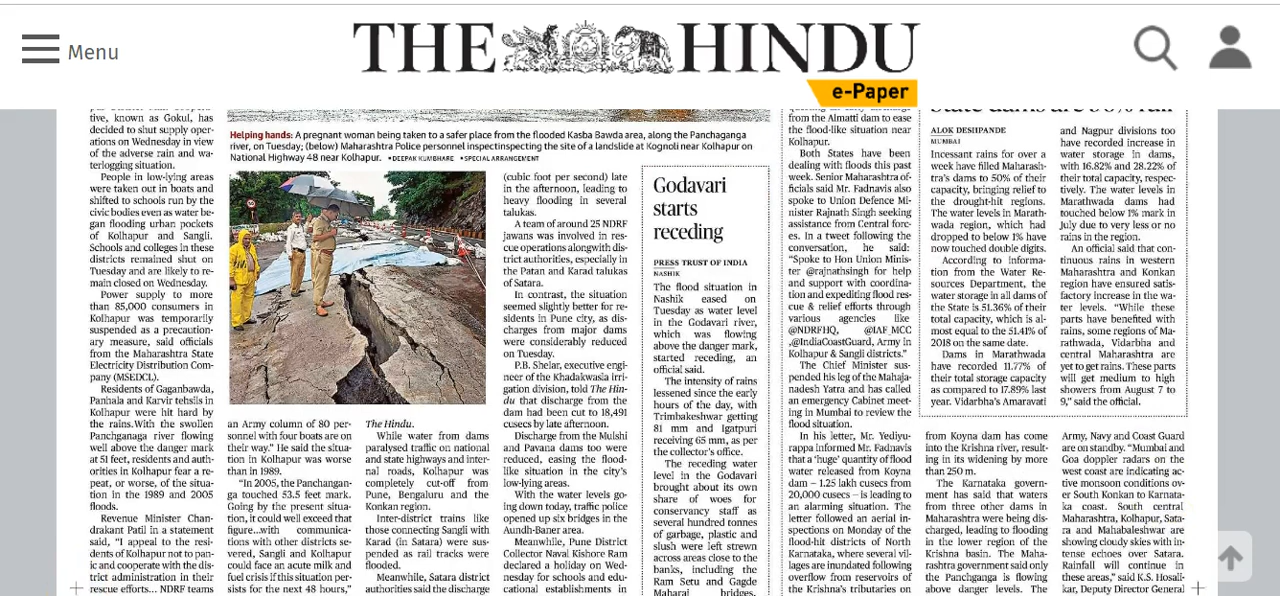 Menu
THE HINDU
e-Paper
tive, known as Gokul, has
decided to shut supply oper-
ations on Wednesday in view
of the adverse rain and wa-
terlogging situation.
People in low-lying areas
were taken out in boats and
shifted to schools run by the
civic bodies even as water be-
gan flooding urban pockets
of Kolhapur and Sangli.
Schools and colleges in these
districts remained shut on
Tuesday and are likely to re-
main closed on Wednesday.
Power supply to more
than 85,000 consumers in
Kolhapur was temporarily
suspended as a precaution-
ary measure, said officials
from the Maharashtra State
Electricity Distribution Com-
pany (MSEDCL).
Residents of Gaganbawda,
Panhala and Karvir tehsils in
Kolhapur were hit hard by
the rains.With the swollen
Panchganaga river flowing
well above the danger mark
at 51 feet, residents and auth-
orities in Kolhapur fear a re-
peat, or worse, of the situa-
tion in the 1989 and 2005
floods.
Revenue Minister Chan-
drakant Patil in a statement
said, “I appeal to the resi-
dents of Kolhapur not to pan-
ic and cooperate with the dis-
trict administration in their
rescue efforts... NDRF teams
Helping hands: A pregnant woman being taken to a safer place from the flooded Kasba Bawda area, along the Panchaganga
river, on Tuesday; (below) Maharashtra Police personnel inspectinspecting the site of a landslide at Kognoli near Kolhapur on
National Highway 48 near Kolhapur. •DEEPAK KUMBHARE •SPECIAL ARRANGEMENT
an Army column of 80 per-
sonnel with four boats are on
their way.” He said the situa-
tion in Kolhapur was worse
than in 1989.
“In 2005, the Panchangan-
ga touched 53.5 feet mark.
Going by the present situa-
tion, it could well exceed that
figure...with communica-
tions with other districts se-
vered, Sangli and Kolhapur
could face an acute milk and
fuel crisis if this situation per-
sists for the next 48 hours,”
The Hindu.
While water from dams
paralysed traffic on national
and state highways and inter-
nal roads, Kolhapur was
completely cut-off from
Pune, Bengaluru and the
Konkan region.
Inter-district trains like
those connecting Sangli with
Karad (in Satara) were sus-
pended as rail tracks were
flooded.
Meanwhile, Satara district
authorities said the discharge
(cubic foot per second) late
in the afternoon, leading to
heavy flooding in several
talukas.
A team of around 25 NDRF
jawans was involved in res-
cue operations alongwith dis-
trict authorities, especially in
the Patan and Karad talukas
of Satara.
In contrast, the situation
seemed slightly better for re-
sidents in Pune city, as dis-
charges from major dams
were considerably reduced
on Tuesday.
P.B. Shelar, executive engi-
neer of the Khadakwasla irri-
gation division, told The Hin-
du that discharge from the
dam had been cut to 18,491
cusecs by late afternoon.
Discharge from the Mulshi
and Pavana dams too were
reduced, easing the flood-
like situation in the city’s
low-lying areas.
With the water levels go-
ing down today, traffic police
opened up six bridges in the
Aundh-Baner area.
Meanwhile, Pune District
Collector Naval Kishore Ram
declared a holiday on Wed-
nesday for schools and edu-
cational establishments in
Godavari
starts
receding
PRESS TRUST OF INDIA
NASHIK
The flood situation in
Nashik eased on
Tuesday as water level
in the Godavari river,
which was flowing
above the danger mark,
started receding, an
official said.
The intensity of rains
lessened since the early
hours of the day, with
Trimbakeshwar getting
81 mm and Igatpuri
receiving 65 mm, as per
the collector’s office.
The receding water
level in the Godavari
brought about its own
share of woes for
conservancy staff as
several hundred tonnes
of garbage, plastic and
slush were left strewn
across areas close to the
banks, including the
Ram Setu and Gadge
Maharaj bridges,
from the Almatti dam to ease
the flood-like situation near
Kolhapur.
Both States have been
dealing with floods this past
week. Senior Maharashtra of-
ficials said Mr. Fadnavis also
spoke to Union Defence Mi-
nister Rajnath Singh seeking
assistance from Central forc-
es. In a tweet following the
conversation, he said:
“Spoke to Hon Union Minis-
ter @rajnathsingh for help
and support with coordina-
tion and expediting flood res-
cue & relief efforts through
various agencies like
@NDRFHQ, @IAF_MCC
,@IndiaCoastGuard, Army in
Kolhapur & Sangli districts.”
The Chief Minister sus-
pended his leg of the Mahaja-
nadesh Yatra and has called
an emergency Cabinet meet-
ing in Mumbai to review the
flood situation.
In his letter, Mr. Yediyu-
rappa informed Mr. Fadnavis
that a ‘huge’ quantity of flood
water released from Koyna
dam – 1.25 lakh cusecs from
20,000 cusecs – is leading to
an alarming situation. The
letter followed an aerial in-
spections on Monday of the
flood-hit districts of North
Karnataka, where several vil-
lages are inundated following
overflow from reservoirs of
the Krishna’s tributaries on
ALOK DESHPANDE
MUMBAI
Incessant rains for over a
week have filled Maharash-
tra’s dams to 50% of their
capacity, bringing relief to
the drought-hit regions.
The water levels in Marath-
wada region, which had
dropped to below 1% have
now touched double digits.
According to informa-
tion from the Water Re-
sources Department, the
water storage in all dams of
the State is 51.36% of their
total capacity, which is al-
most equal to the 51.41% of
2018 on the same date.
Dams in Marathwada
have recorded 11.77% of
their total storage capacity
as compared to 17.89% last
year. Vidarbha’s Amaravati
and Nagpur divisions too
have recorded increase in
water storage in dams,
with 16.82% and 28.22% of
their total capacity, respec-
tively. The water levels in
Marathwada dams had
touched below 1% mark in
July due to very less or no
rains in the region.
An official said that con-
tinuous rains in western
Maharashtra and Konkan
region have ensured satis-
factory increase in the wa-
ter levels. “While these
parts have benefited with
rains, some regions of Ma-
rathwada, Vidarbha and
central Maharashtra are
yet to get rains. These parts
will get medium to high
showers from August 7 to
9,” said the official.
from Koyna dam has come
into the Krishna river, result-
ing in its widening by more
than 250 m.
The Karnataka govern-
ment has said that waters
from three other dams in
Maharashtra were being dis-
charged, leading to flooding
in the lower region of the
Krishna basin. The Maha-
rashtra government said only
the Panchganga is flowing
above danger levels. The
Army, Navy and Coast Guard
are on standby. “Mumbai and
Goa doppler radars on the
west coast are indicating ac-
tive monsoon conditions ov-
er South Konkan to Karnata-
ka coast. South central
Maharashtra, Kolhapur, Sata-
ra and Mahabaleshwar are
showing cloudy skies with in-
tense echoes over Satara.
Rainfall will continue in
these areas,” said K.S. Hosali-
kar, Deputy Director General